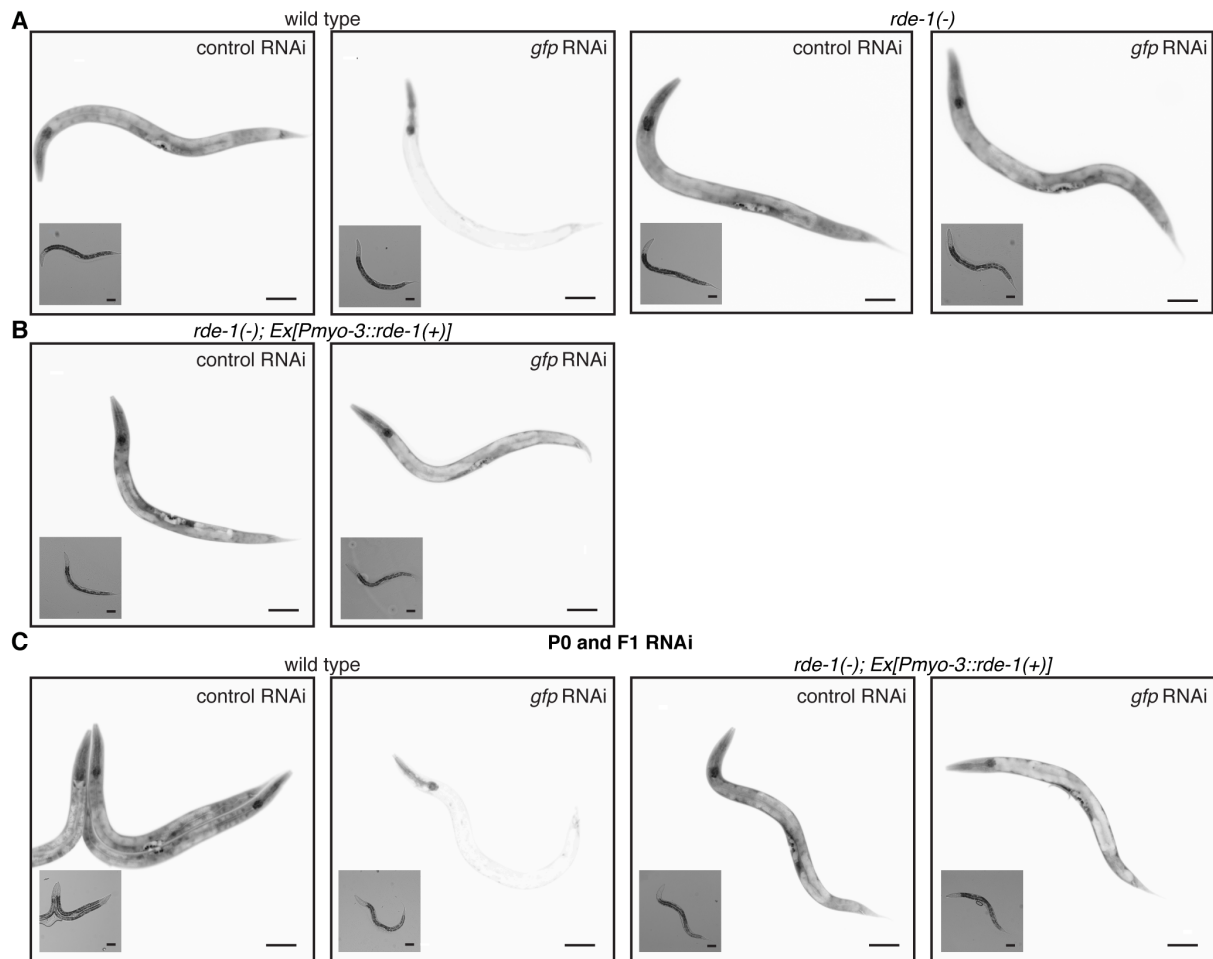 A
wild type
rde-1(-)
control RNAi
gfp RNAi
control RNAi
gfp RNAi
B
rde-1(-); Ex[Pmyo-3::rde-1(+)]
control RNAi
gfp RNAi
C
P0 and F1 RNAi
wild type
rde-1(-); Ex[Pmyo-3::rde-1(+)]
control RNAi
gfp RNAi
control RNAi
gfp RNAi